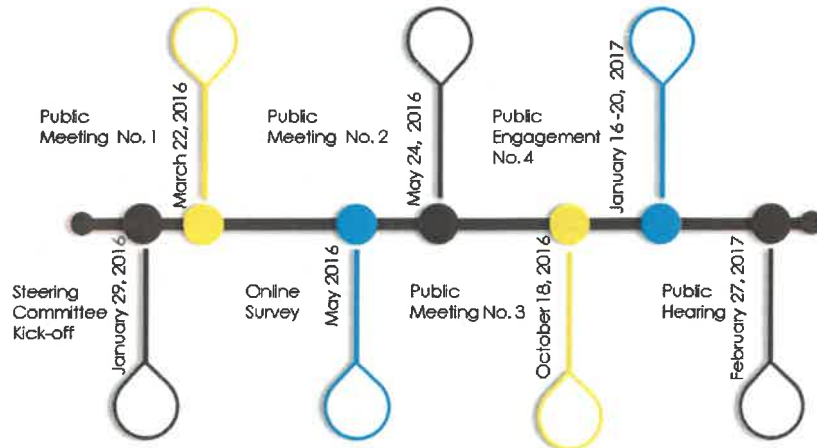 Public
Meeting No. 1
March 22, 2016
Public
Meeting No. 2
May 24, 2016
Public
Engagement
No. 4
January 16-20, 2017
Steering
Committee
Kick-off
January 29, 2016
Online
Survey
May 2016
Public
Meeting No. 3
October 18, 2016
Public
Hearing
February 27, 2017